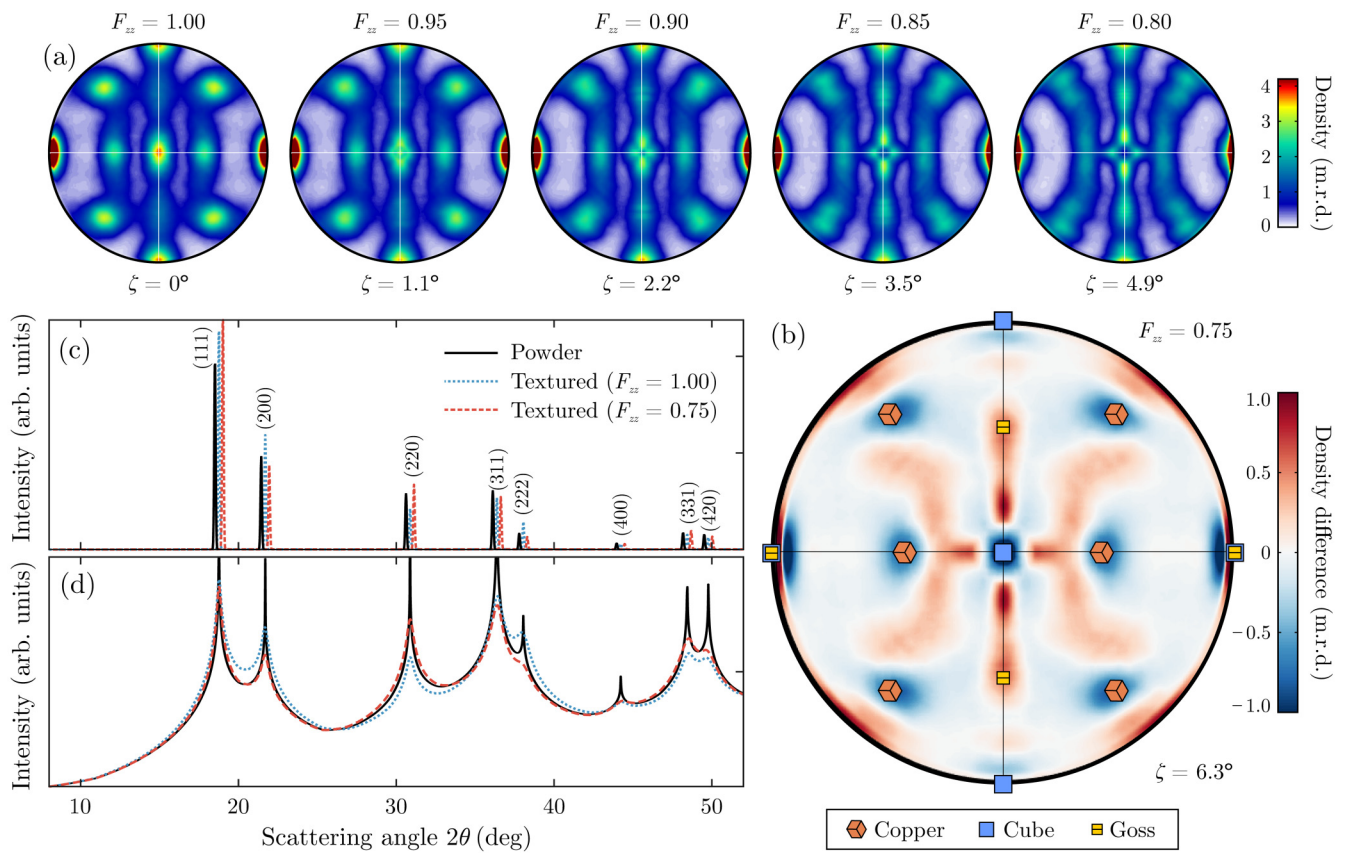 F_zz = 1.00
F_zz = 0.95
F_zz = 0.90
F_zz = 0.85
F_zz = 0.80
(a)
4
3
2
1
0
Density (m.r.d.)
ζ = 0°
ζ = 1.1°
ζ = 2.2°
ζ = 3.5°
ζ = 4.9°
(c)
Intensity (arb. units)
(111)
(200)
(220)
(311)
(222)
(400)
(331)
(420)
Powder
Textured (F_zz = 1.00)
Textured (F_zz = 0.75)
(d)
Intensity (arb. units)
10
20
30
40
50
Scattering angle 2θ (deg)
(b)
F_zz = 0.75
ζ = 6.3°
1.0
0.5
0
−0.5
−1.0
Density difference (m.r.d.)
Copper
Cube
Goss